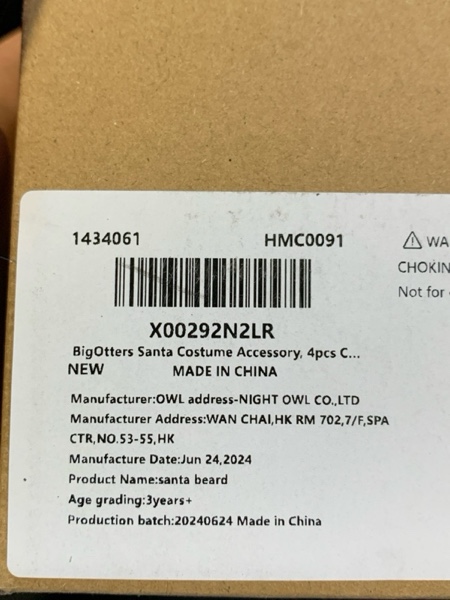 1434061 HMC0091
X00292N2LR
BigOtters Santa Costume Accessory, 4pcs C...
NEW MADE IN CHINA
Manufacturer:OWL address-NIGHT OWL CO.,LTD
Manufacturer Address:WAN CHAI,HK RM 702,7/F,SPA
CTR,NO.53-55,HK
Manufacture Date:Jun 24,2024
Product Name:santa beard
Age grading:3years+
Production batch:20240624 Made in China
⚠ WA
CHOKIN
Not for